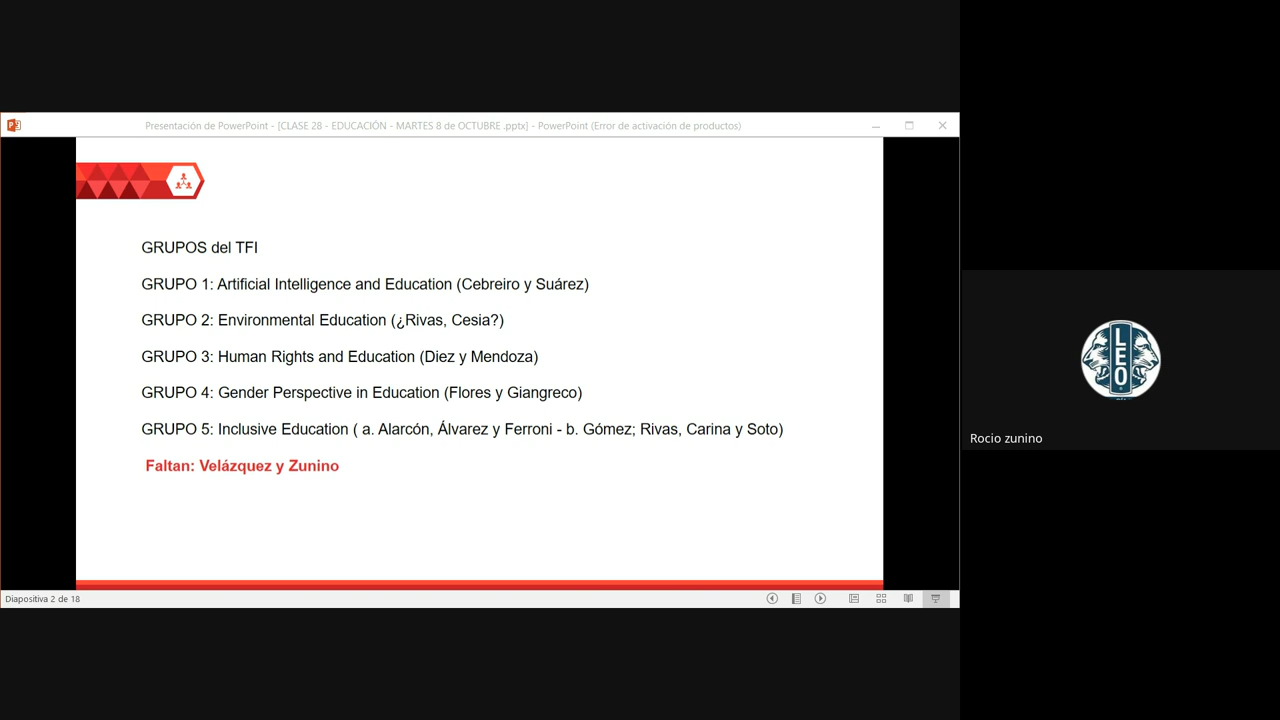 Presentación de PowerPoint - [CLASE 28 - EDUCACIÓN - MARTES 8 de OCTUBRE .pptx] - PowerPoint (Error de activación de productos)
GRUPOS del TFI
GRUPO 1: Artificial Intelligence and Education (Cebreiro y Suárez)
GRUPO 2: Environmental Education (¿Rivas, Cesia?)
GRUPO 3: Human Rights and Education (Diez y Mendoza)
GRUPO 4: Gender Perspective in Education (Flores y Giangreco)
GRUPO 5: Inclusive Education ( a. Alarcón, Álvarez y Ferroni - b. Gómez; Rivas, Carina y Soto)
Faltan: Velázquez y Zunino
Diapositiva 2 de 18
LEO
Rocio zunino